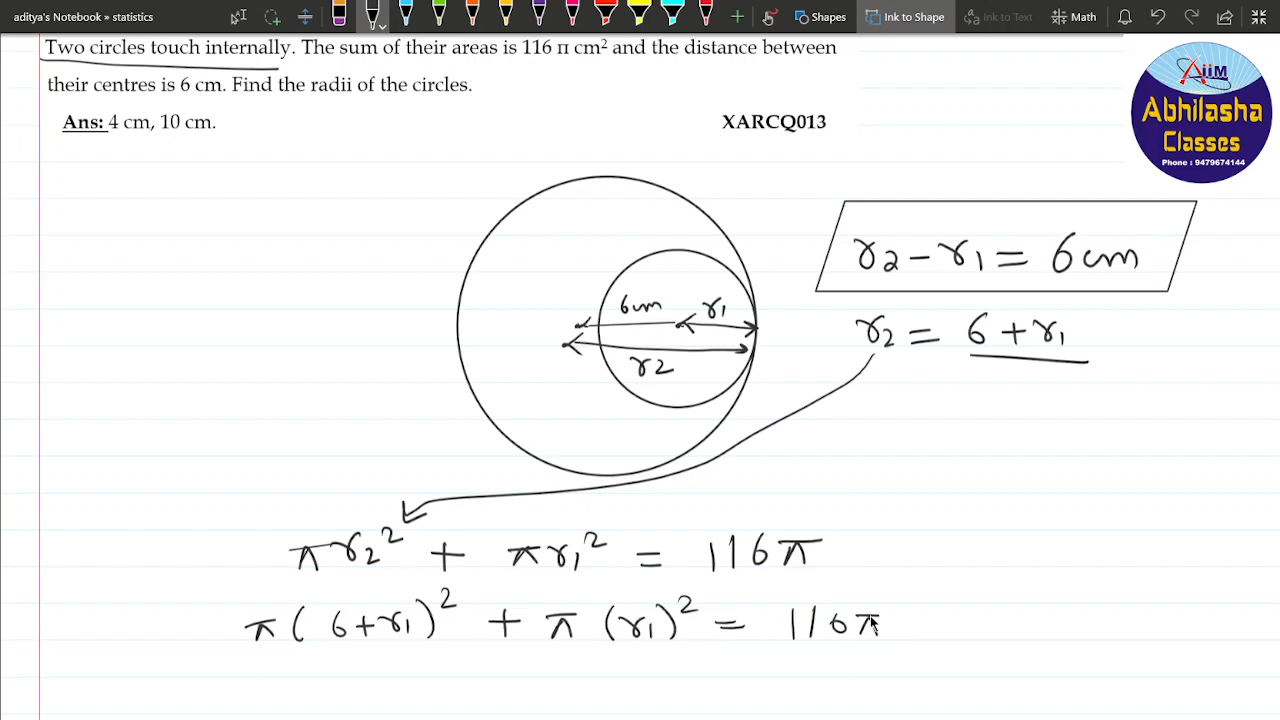 aditya's Notebook » statistics
Shapes
Ink to Shape
Ink to Text
Math
Two circles touch internally. The sum of their areas is 116 π cm² and the distance between
their centres is 6 cm. Find the radii of the circles.
Ans: 4 cm, 10 cm.
XARCQ013
AiiM
Abhilasha
Classes
Phone : 9479674144
r2 - r1 = 6cm
6cm
r1
r2
r2 = 6 + r1
πr2² + πr1² = 116π
π( 6+r1)² + π (r1)² = 116π